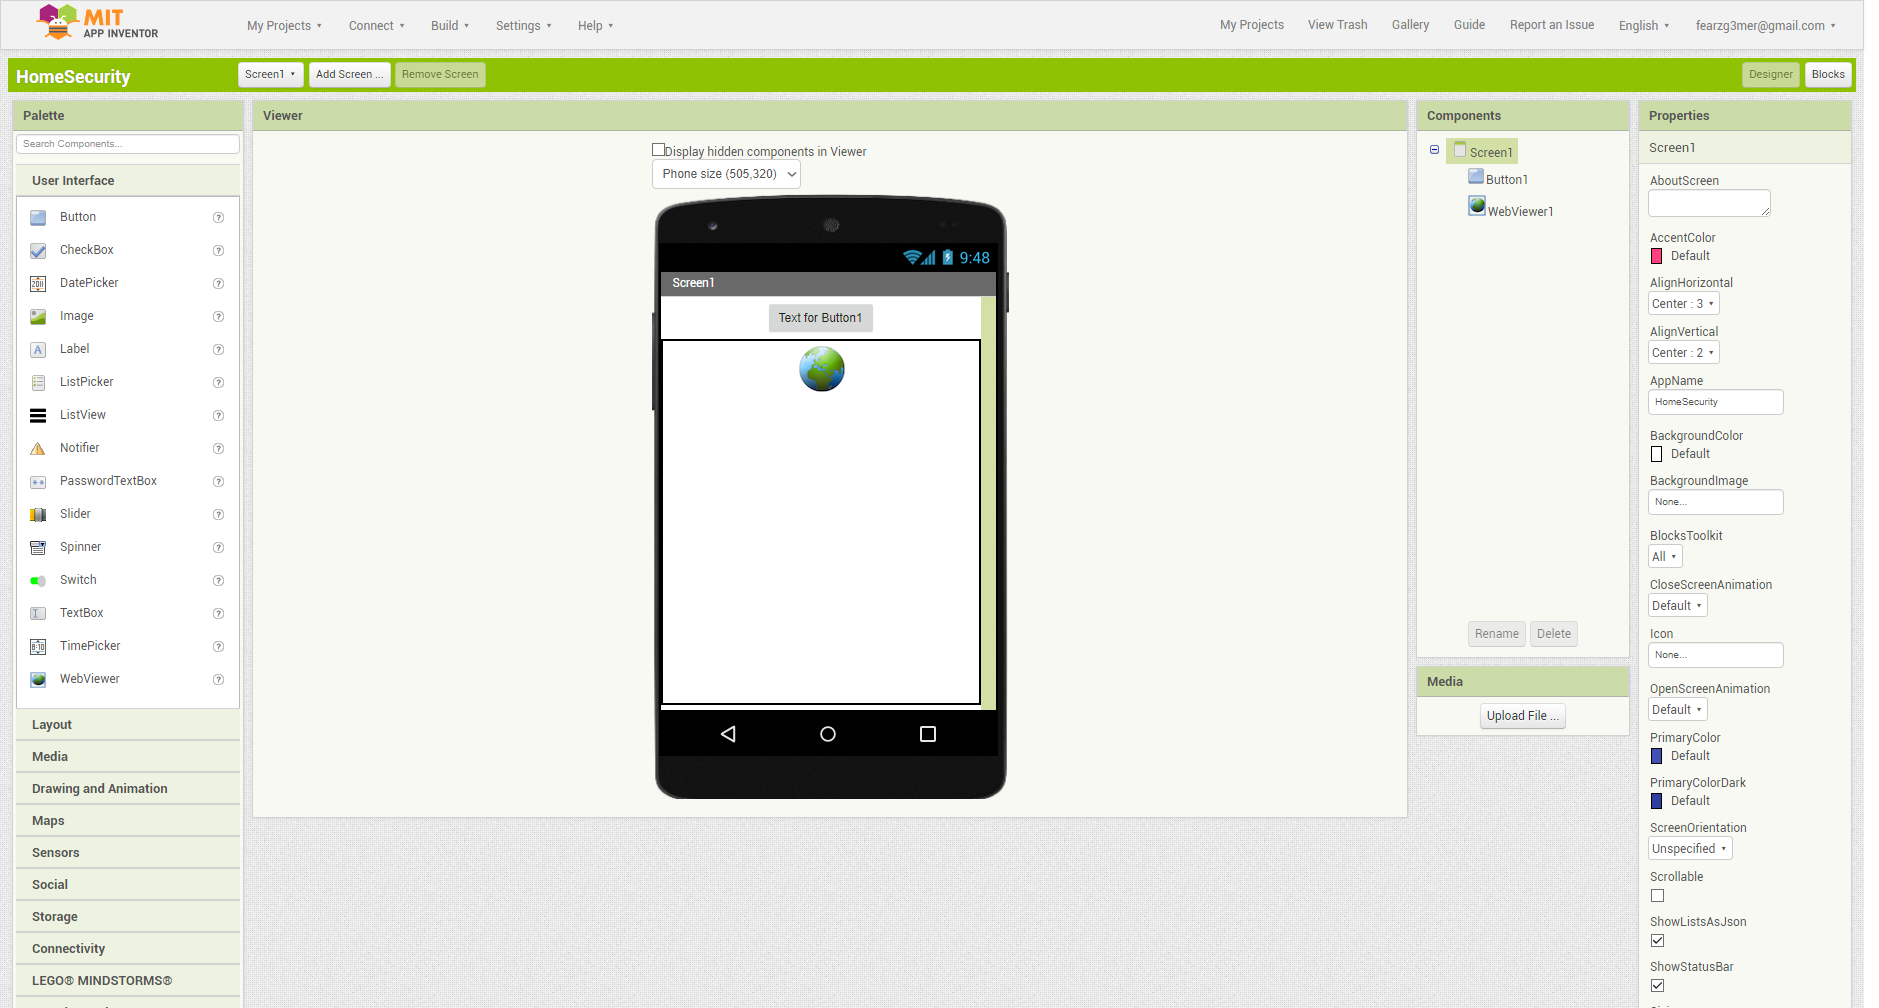 MIT
APP INVENTOR
My Projects
Connect
Build
Settings
Help
My Projects
View Trash
Gallery
Guide
Report an Issue
English
fearzg3mer@gmail.com
HomeSecurity
Screen1
Add Screen ...
Remove Screen
Designer
Blocks
Palette
Search Components...
User Interface
Button
CheckBox
DatePicker
Image
Label
ListPicker
ListView
Notifier
PasswordTextBox
Slider
Spinner
Switch
TextBox
TimePicker
WebViewer
Layout
Media
Drawing and Animation
Maps
Sensors
Social
Storage
Connectivity
LEGO® MINDSTORMS®
Viewer
Display hidden components in Viewer
Phone size (505,320)
9:48
Screen1
Text for Button1
Components
Screen1
Button1
WebViewer1
Rename
Delete
Media
Upload File ...
Properties
Screen1
AboutScreen
AccentColor
Default
AlignHorizontal
Center : 3
AlignVertical
Center : 2
AppName
HomeSecurity
BackgroundColor
Default
BackgroundImage
None...
BlocksToolkit
All
CloseScreenAnimation
Default
Icon
None...
OpenScreenAnimation
Default
PrimaryColor
Default
PrimaryColorDark
Default
ScreenOrientation
Unspecified
Scrollable
ShowListsAsJson
ShowStatusBar